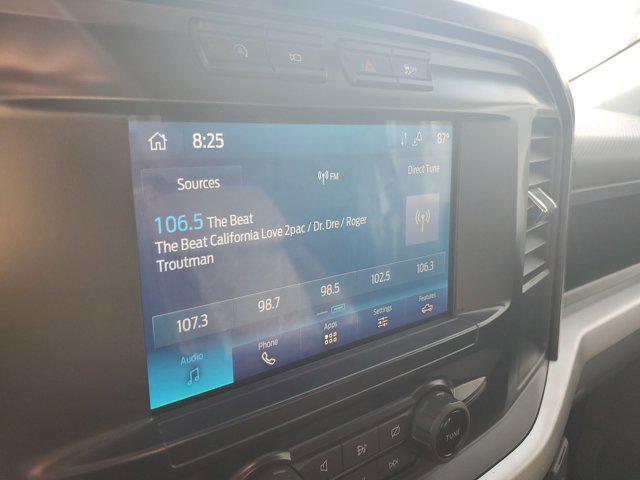 8:25
87°
Sources
FM
Direct Tune
106.5 The Beat
The Beat California Love 2pac / Dr. Dre / Roger
Troutman
107.3
98.7
98.5
102.5
106.3
Audio
Phone
Apps
Settings
Features
TUNE